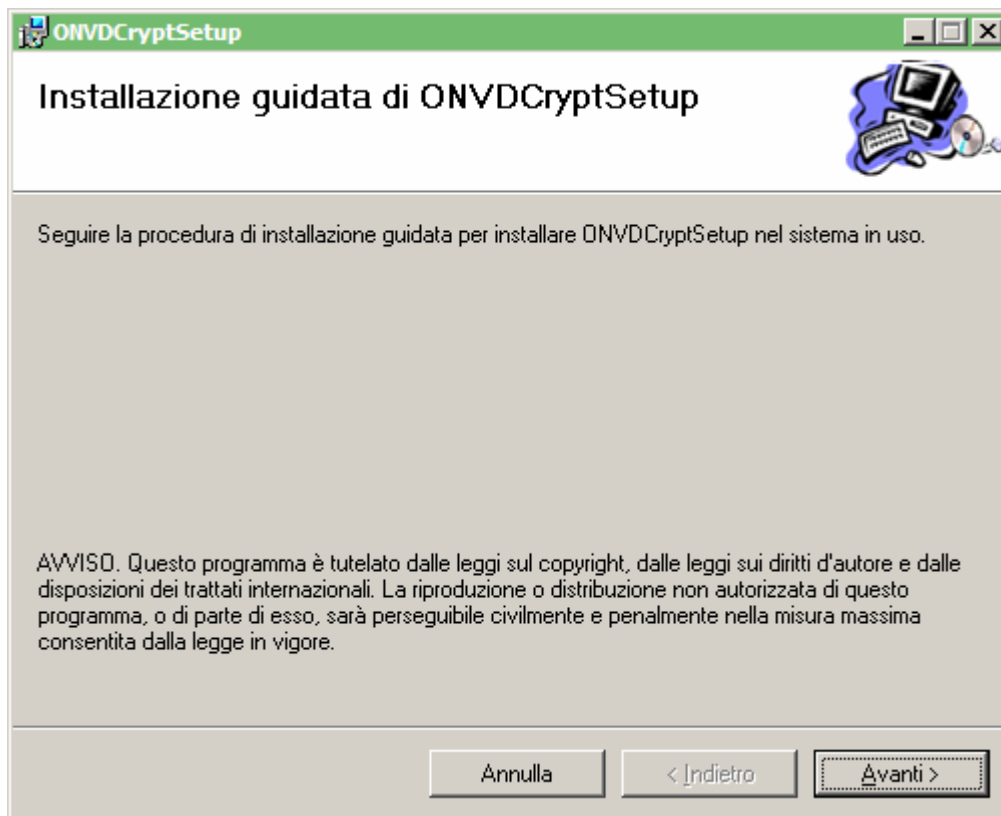 ONVDCryptSetup
Installazione guidata di ONVDCryptSetup
Seguire la procedura di installazione guidata per installare ONVDCryptSetup nel sistema in uso.
AVVISO. Questo programma è tutelato dalle leggi sul copyright, dalle leggi sui diritti d'autore e dalle
disposizioni dei trattati internazionali. La riproduzione o distribuzione non autorizzata di questo
programma, o di parte di esso, sarà perseguibile civilmente e penalmente nella misura massima
consentita dalla legge in vigore.
Annulla
< Indietro
Avanti >